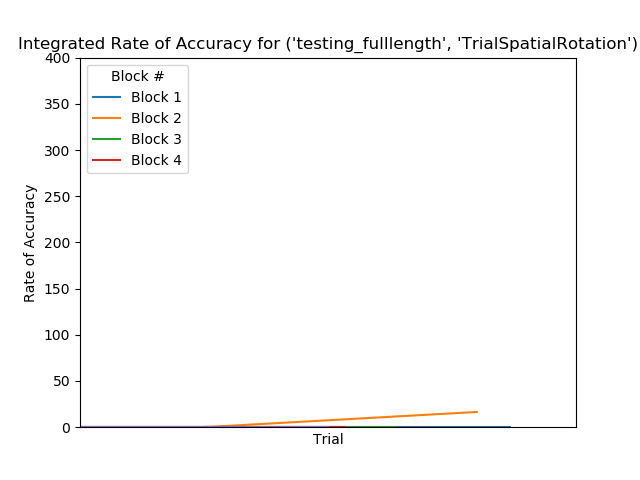 Integrated Rate of Accuracy for ('testing_fulllength', 'TrialSpatialRotation')
400
350
300
250
200
150
100
50
0
Rate of Accuracy
Block #
Block 1
Block 2
Block 3
Block 4
Trial